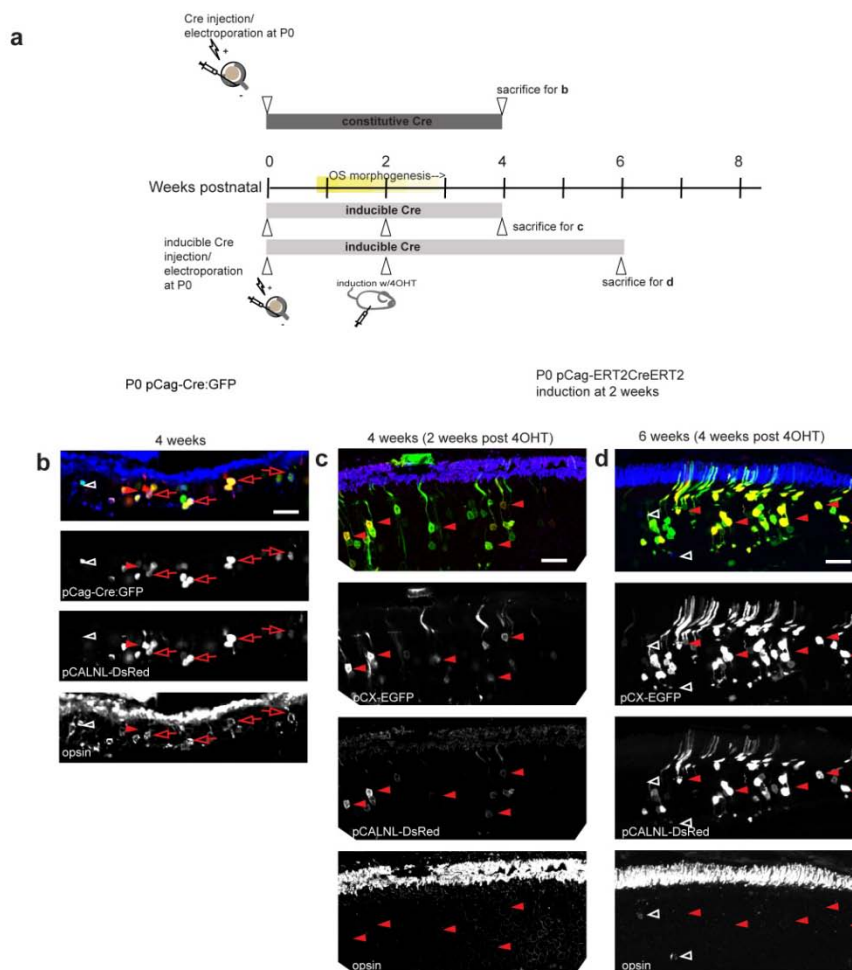 a
Cre injection/
electroporation at P0
sacrifice for b
constitutive Cre
0 2 4 6 8
OS morphogenesis-->
Weeks postnatal
inducible Cre
sacrifice for c
inducible Cre
inducible Cre
injection/
electroporation
at P0
induction w/4OHT
sacrifice for d
P0 pCag-Cre:GFP
P0 pCag-ERT2CreERT2
induction at 2 weeks
b
4 weeks
pCag-Cre:GFP
pCALNL-DsRed
opsin
c
4 weeks (2 weeks post 4OHT)
pCX-EGFP
pCALNL-DsRed
opsin
d
6 weeks (4 weeks post 4OHT)
pCX-EGFP
pCALNL-DsRed
opsin